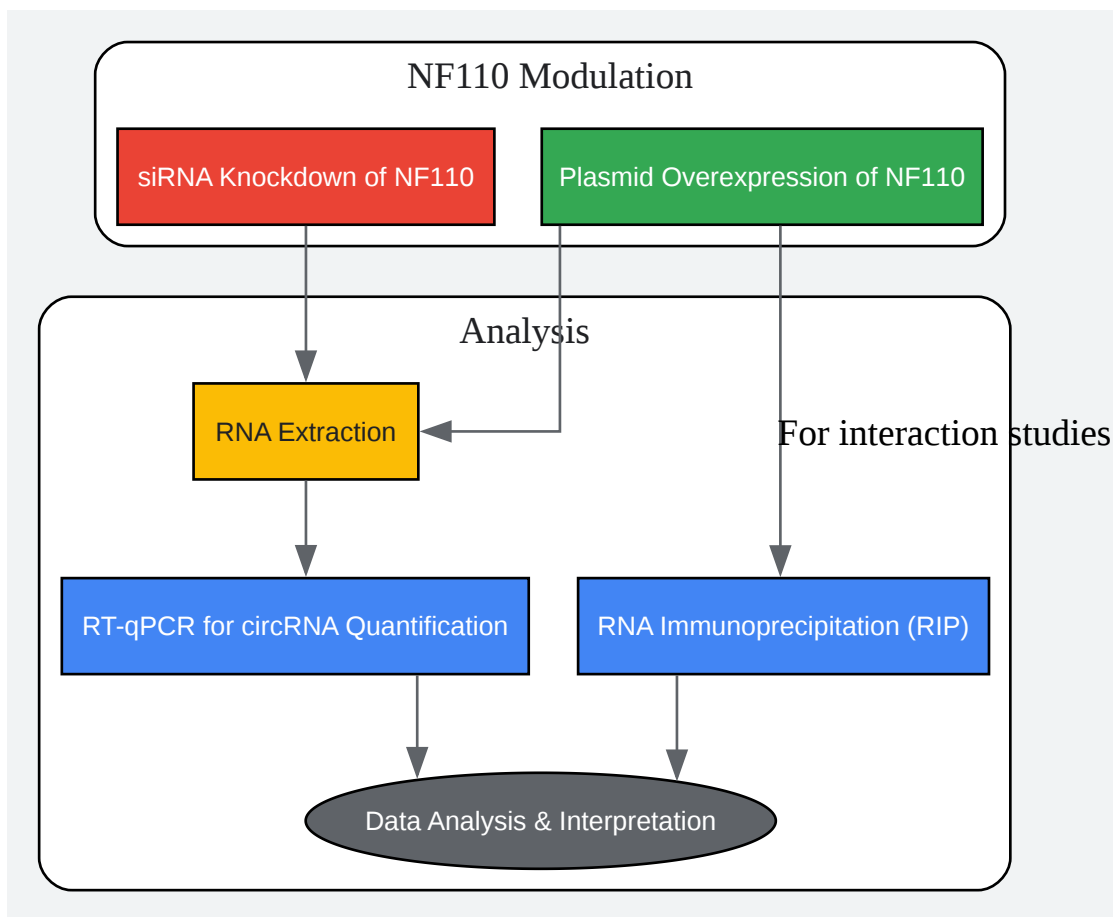 NF110 Modulation
siRNA Knockdown of NF110
Plasmid Overexpression of NF110
Analysis
RNA Extraction
For interaction studies
RT-qPCR for circRNA Quantification
RNA Immunoprecipitation (RIP)
Data Analysis & Interpretation